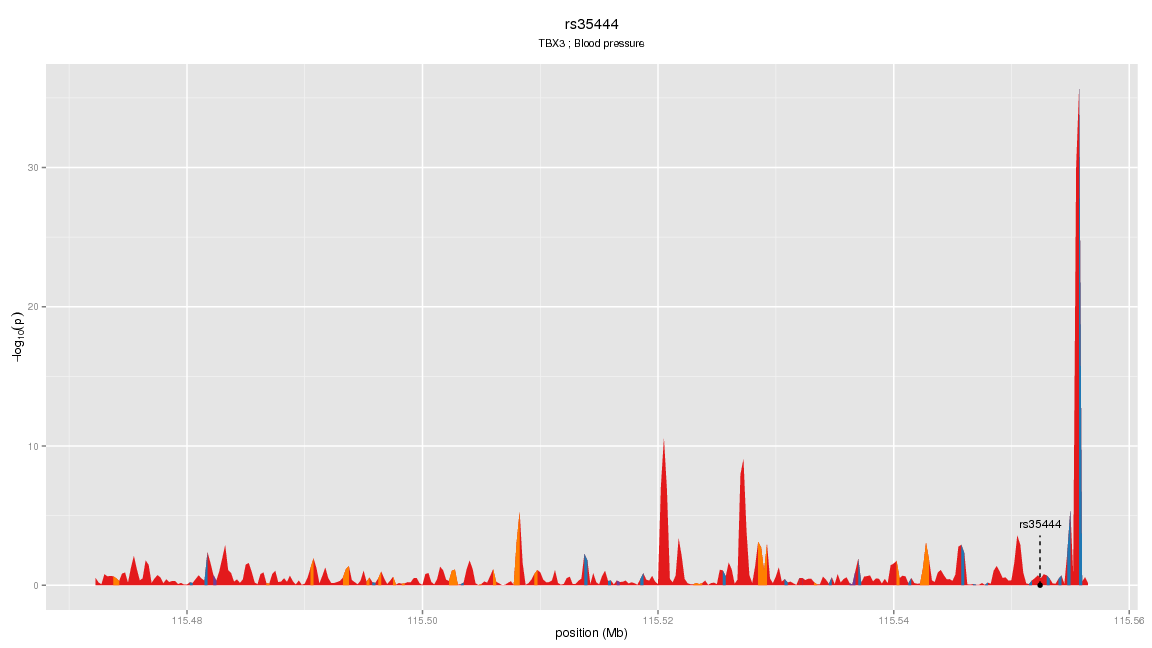 rs35444
TBX3 ; Blood pressure
30
20
10
0
−log10(p)
rs35444
115.48
115.50
115.52
115.54
115.56
position (Mb)